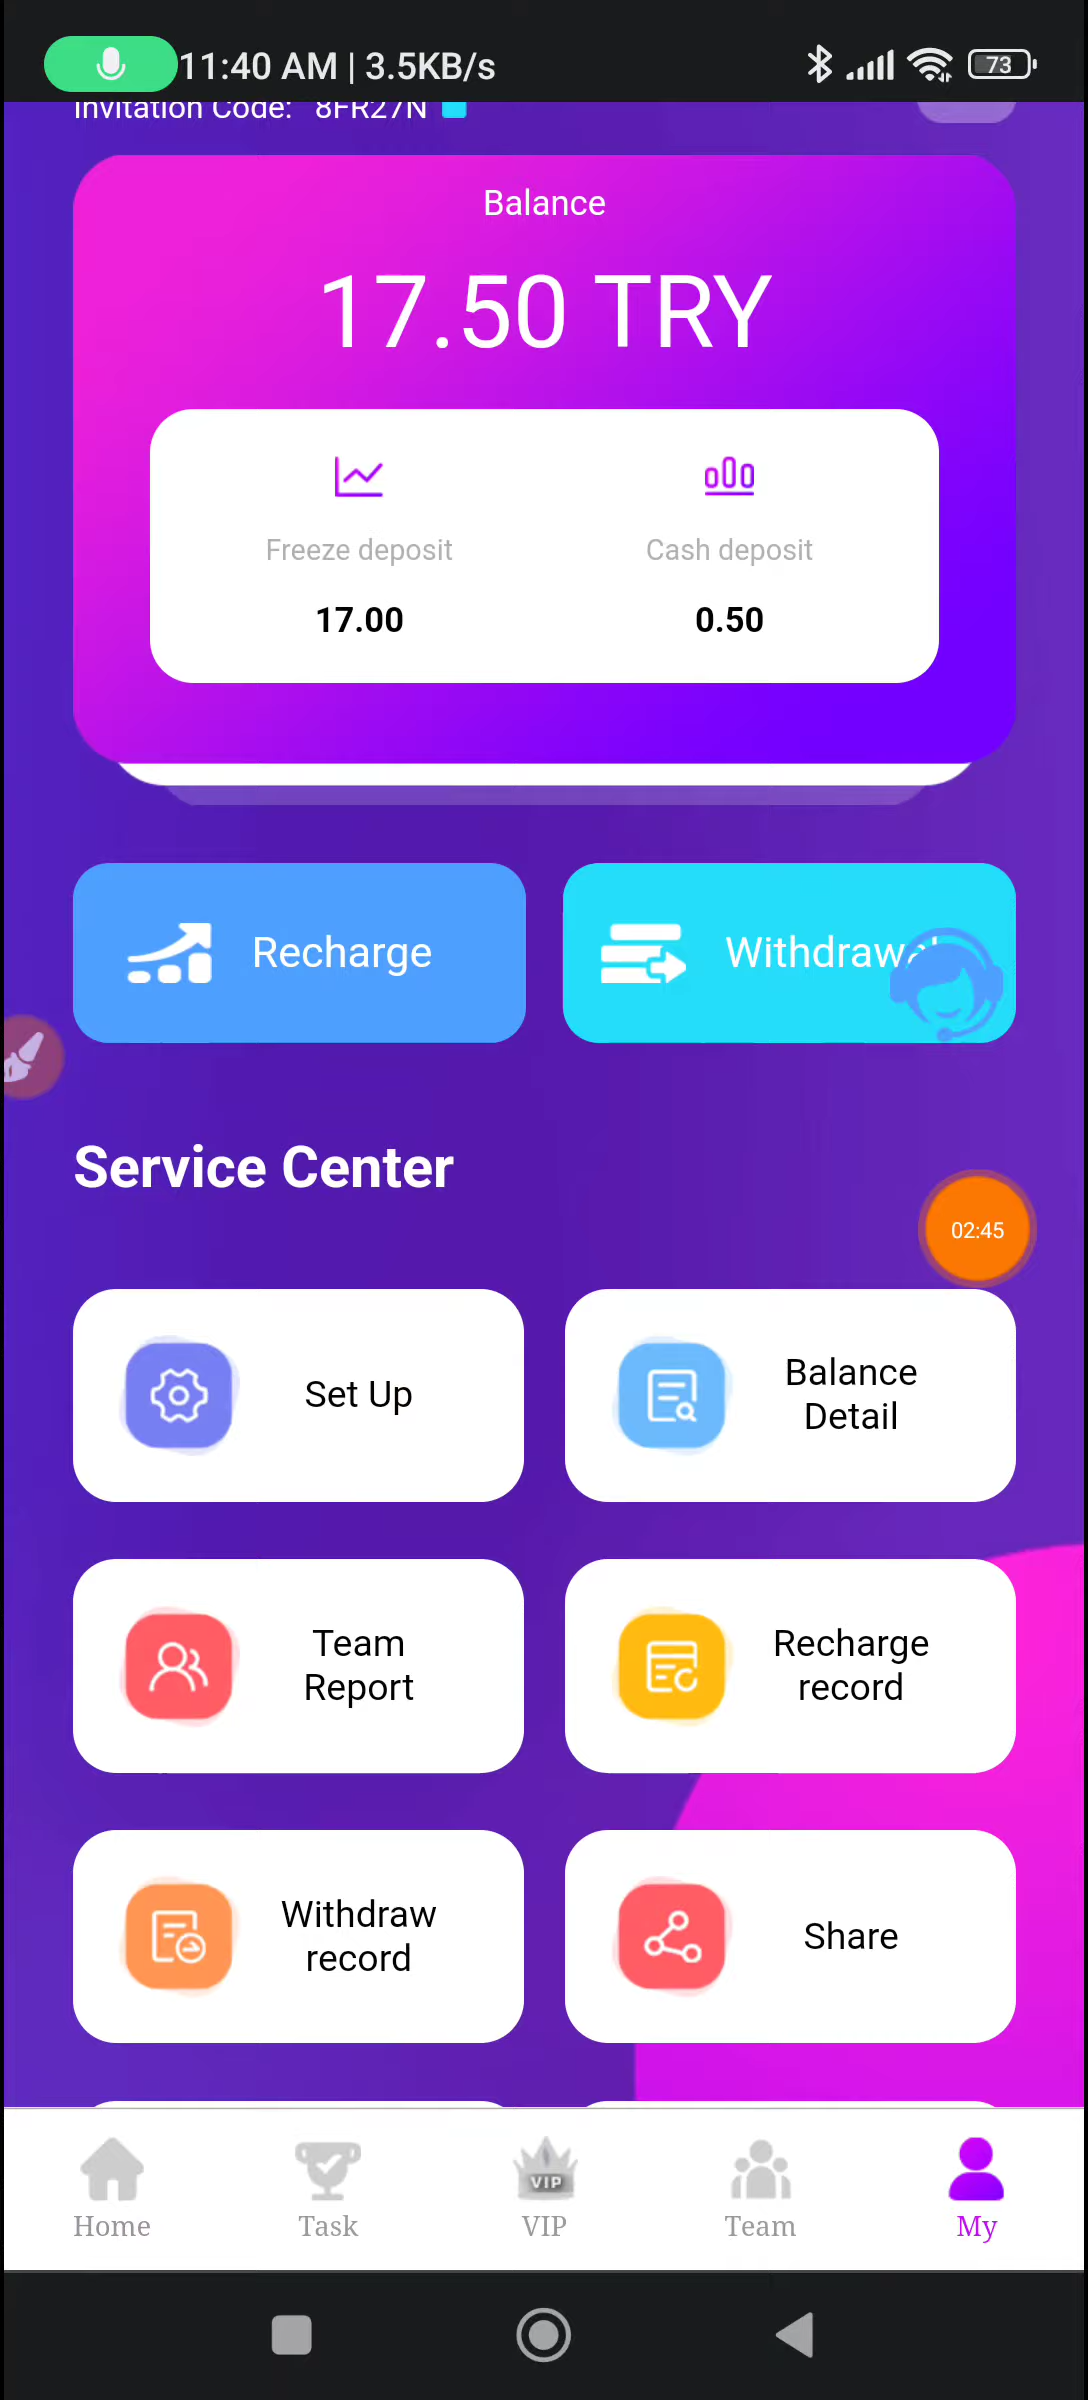 11:40 AM | 3.5KB/s
73
Invitation Code: 8FR27N
Balance
17.50 TRY
Freeze deposit
Cash deposit
17.00
0.50
Recharge
Withdrawal
Service Center
02:45
Set Up
Balance
Detail
Team
Report
Recharge
record
Withdraw
record
Share
VIP
Home
Task
VIP
Team
My